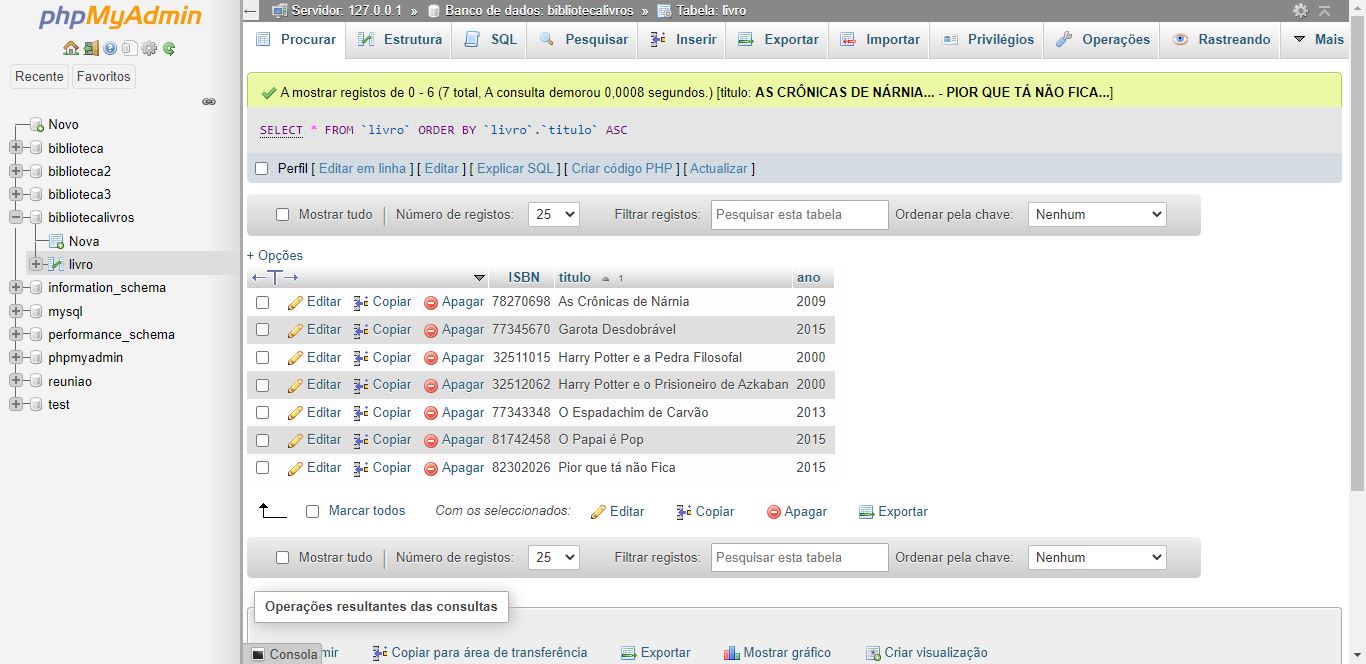 phpMyAdmin
Recente Favoritos
Novo
biblioteca
biblioteca2
biblioteca3
bibliotecalivros
Nova
livro
information_schema
mysql
performance_schema
phpmyadmin
reuniao
test
Servidor: 127.0.0.1 » Banco de dados: bibliotecalivros » Tabela: livro
Procurar Estrutura SQL Pesquisar Inserir Exportar Importar Privilégios Operações Rastreando Mais
A mostrar registos de 0 - 6 (7 total, A consulta demorou 0,0008 segundos.) [titulo: AS CRÔNICAS DE NÁRNIA... - PIOR QUE TÁ NÃO FICA...]
SELECT * FROM `livro` ORDER BY `livro`.`titulo` ASC
Perfil [ Editar em linha ] [ Editar ] [ Explicar SQL ] [ Criar código PHP ] [ Actualizar ]
Mostrar tudo | Número de registos: 25 Filtrar registos: Pesquisar esta tabela Ordenar pela chave: Nenhum
+ Opções
←T→ ISBN titulo 1 ano
Editar Copiar Apagar 78270698 As Crônicas de Nárnia 2009
Editar Copiar Apagar 77345670 Garota Desdobrável 2015
Editar Copiar Apagar 32511015 Harry Potter e a Pedra Filosofal 2000
Editar Copiar Apagar 32512062 Harry Potter e o Prisioneiro de Azkaban 2000
Editar Copiar Apagar 77343348 O Espadachim de Carvão 2013
Editar Copiar Apagar 81742458 O Papai é Pop 2015
Editar Copiar Apagar 82302026 Pior que tá não Fica 2015
Marcar todos Com os seleccionados: Editar Copiar Apagar Exportar
Mostrar tudo | Número de registos: 25 Filtrar registos: Pesquisar esta tabela Ordenar pela chave: Nenhum
Operações resultantes das consultas
Consola mir Copiar para área de transferência Exportar Mostrar gráfico Criar visualização